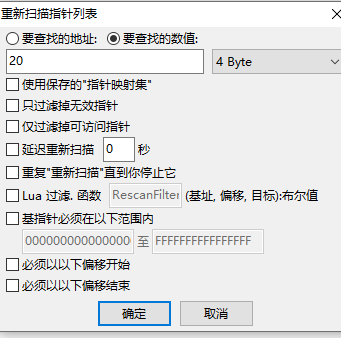 重新扫描指针列表
要查找的地址: 要查找的数值:
20 4 Byte
使用保存的"指针映射集"
只过滤掉无效指针
仅过滤可访问指针
延迟重新扫描 0 秒
重复"重新扫描"直到你停止它
Lua 过滤. 函数 RescanFilter (基址, 偏移, 目标):布尔值
基指针必须在以下范围内
000000000000000 至 FFFFFFFFFFFFFFFF
必须以以下偏移开始
必须以以下偏移结束
确定 取消